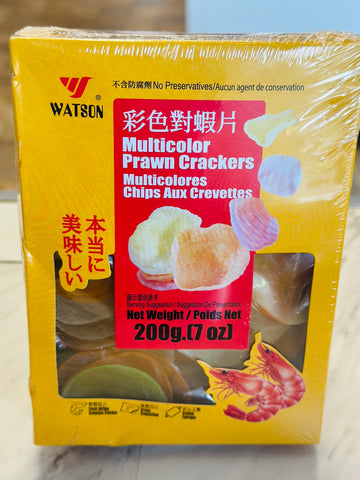 不含防腐劑 No Preservatives/Aucun agent de conservation
WATSON
®
彩色對蝦片
Multicolor
Prawn Crackers
Multicolores
Chips Aux Crevettes
本当に
美味しい
Serving Suggestion / Suggestion De Présentation
Net Weight / Poids Net
200g.(7 oz)